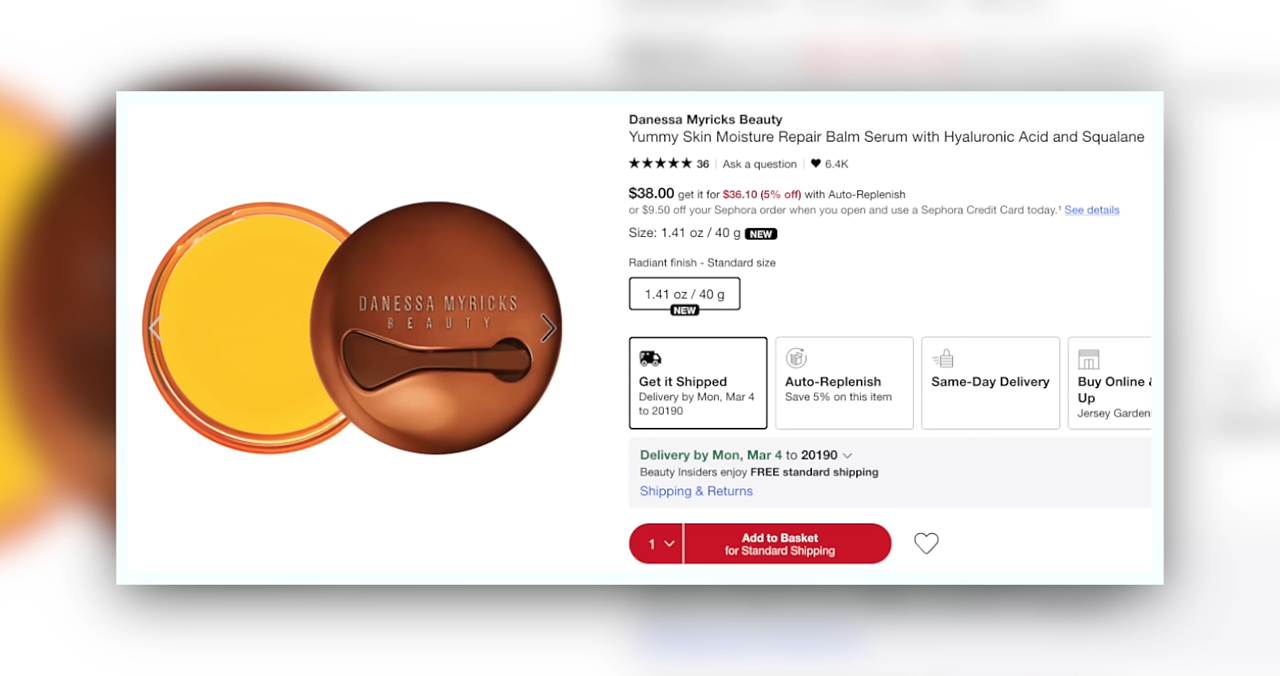 DANESSA MYRICKS
BEAUTY
Danessa Myricks Beauty
Yummy Skin Moisture Repair Balm Serum with Hyaluronic Acid and Squalane
★★★★★ 36 | Ask a question | ♥ 6.4K
$38.00 get it for $36.10 (5% off) with Auto-Replenish
or $9.50 off your Sephora order when you open and use a Sephora Credit Card today.¹ See details
Size: 1.41 oz / 40 g NEW
Radiant finish - Standard size
1.41 oz / 40 g
NEW
Get it Shipped
Delivery by Mon, Mar 4
to 20190
Auto-Replenish
Save 5% on this item
Same-Day Delivery
Buy Online
Up
Jersey Garden
Delivery by Mon, Mar 4 to 20190
Beauty Insiders enjoy FREE standard shipping
Shipping & Returns
1
Add to Basket
for Standard Shipping